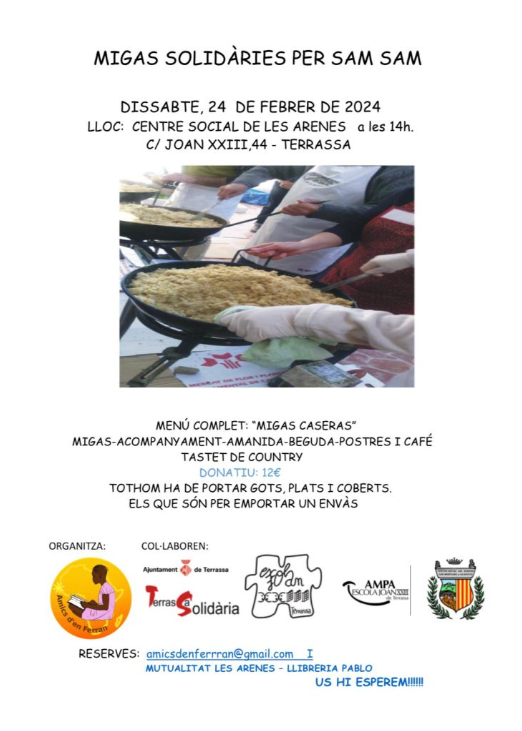 MIGAS SOLIDÀRIES PER SAM SAM
DISSABTE, 24 DE FEBRER DE 2024
LLOC: CENTRE SOCIAL DE LES ARENES a les 14h.
C/ JOAN XXIII,44 - TERRASSA
MENÚ COMPLET: “MIGAS CASERAS”
MIGAS-ACOMPANYAMENT-AMANIDA-BEGUDA-POSTRES I CAFÉ
TASTET DE COUNTRY
DONATIU: 12€
TOTHOM HA DE PORTAR GOTS, PLATS I COBERTS.
ELS QUE SÓN PER EMPORTAR UN ENVÀS
ORGANITZA: COL·LABOREN:
Amics d'en Ferran
Ajuntament de Terrassa
Terrassa Solidària
Terrassa
AMPA
ESCOLA JOAN XXIII
de Terrassa
RESERVES: amicsdenferrran@gmail.com I
MUTUALITAT LES ARENES – LLIBRERIA PABLO
US HI ESPEREM!!!!!!